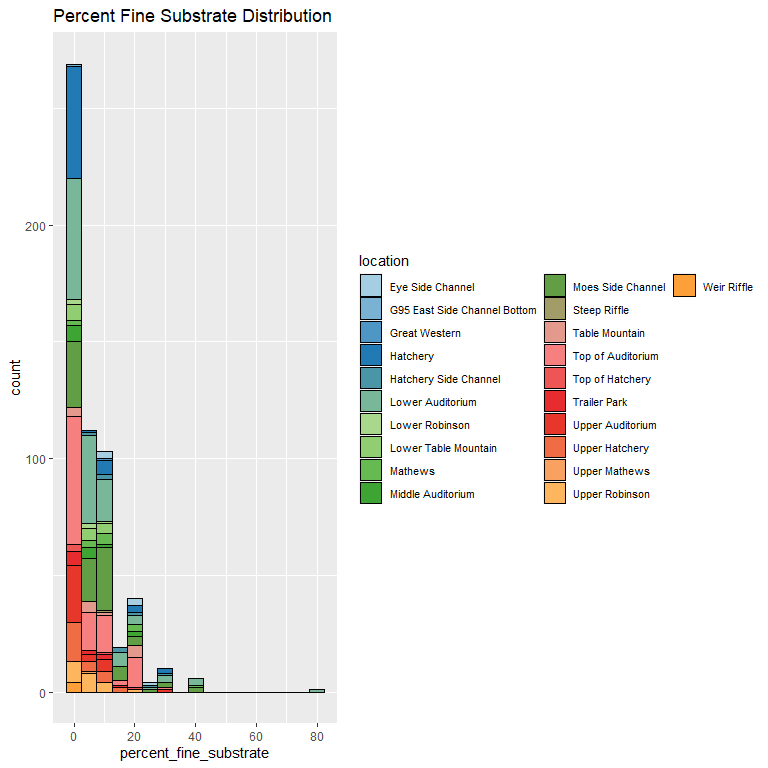 Percent Fine Substrate Distribution
count
200
100
0
0
20
40
60
80
percent_fine_substrate
location
Eye Side Channel
G95 East Side Channel Bottom
Great Western
Hatchery
Hatchery Side Channel
Lower Auditorium
Lower Robinson
Lower Table Mountain
Mathews
Middle Auditorium
Moes Side Channel
Steep Riffle
Table Mountain
Top of Auditorium
Top of Hatchery
Trailer Park
Upper Auditorium
Upper Hatchery
Upper Mathews
Upper Robinson
Weir Riffle